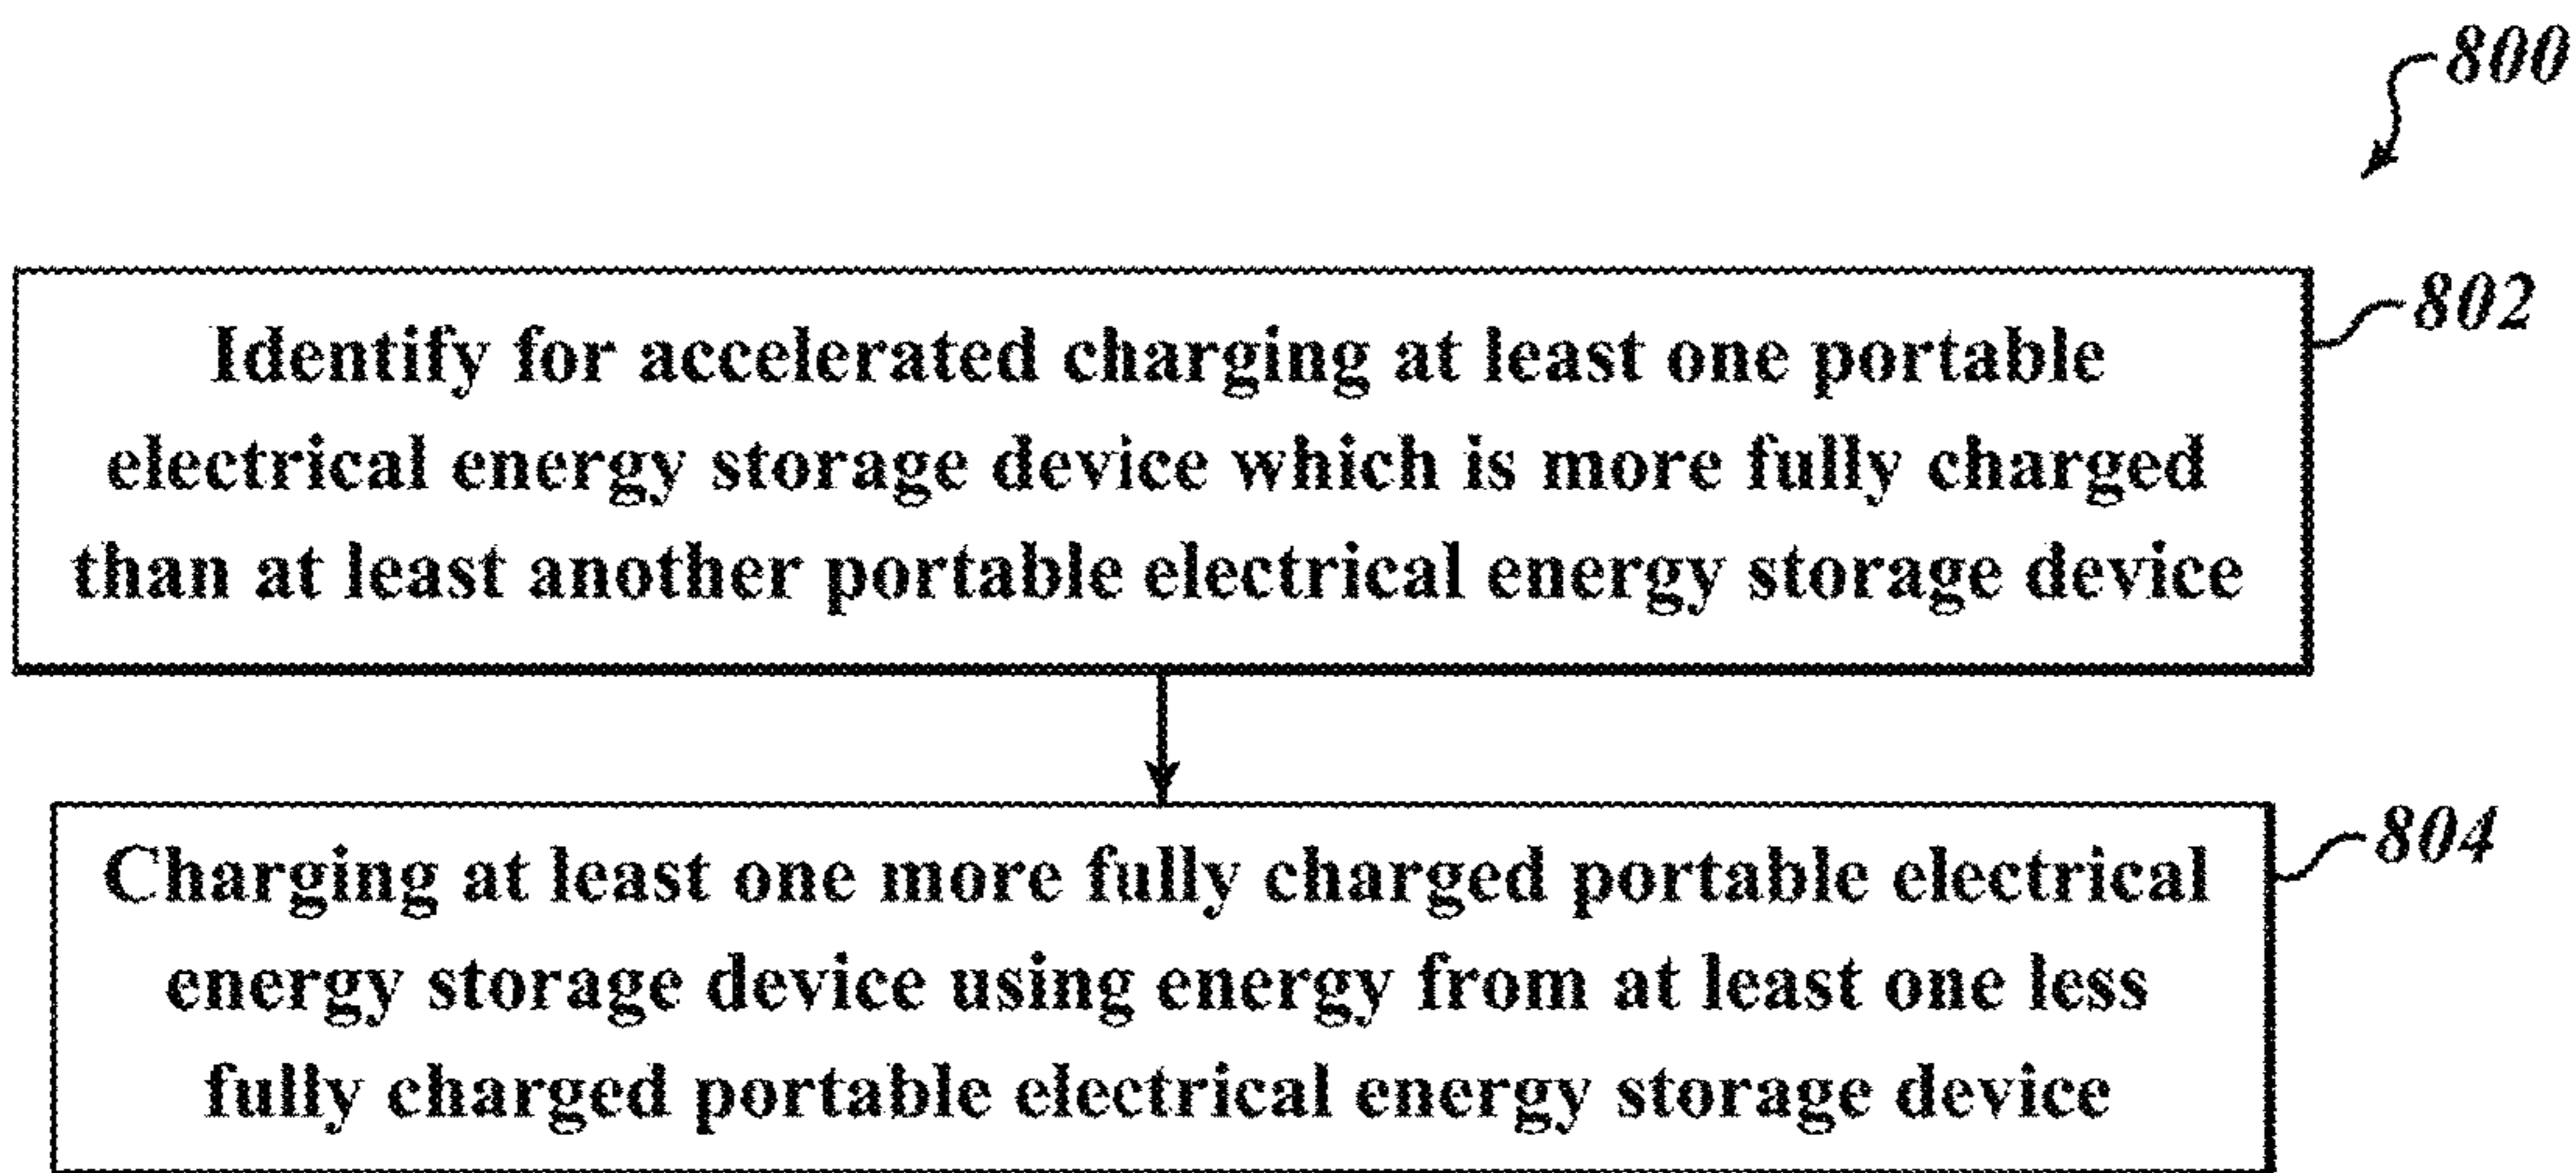 800
802
Identify for accelerated charging at least one portable
electrical energy storage device which is more fully charged
than at least another portable electrical energy storage device
804
Charging at least one more fully charged portable electrical
energy storage device using energy from at least one less
fully charged portable electrical energy storage device